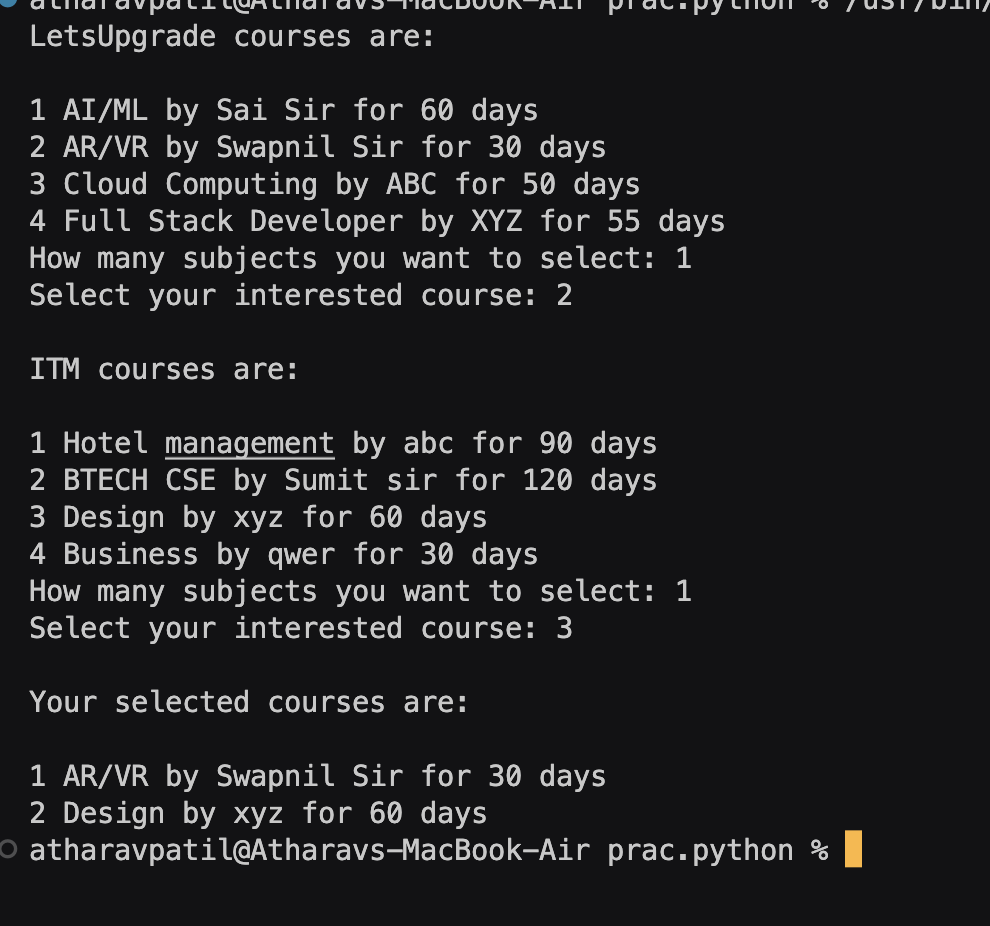 atharavpatil@Atharavs-MacBook-Air prac.python % /usr/bin/
LetsUpgrade courses are:
1 AI/ML by Sai Sir for 60 days
2 AR/VR by Swapnil Sir for 30 days
3 Cloud Computing by ABC for 50 days
4 Full Stack Developer by XYZ for 55 days
How many subjects you want to select: 1
Select your interested course: 2
ITM courses are:
1 Hotel management by abc for 90 days
2 BTECH CSE by Sumit sir for 120 days
3 Design by xyz for 60 days
4 Business by qwer for 30 days
How many subjects you want to select: 1
Select your interested course: 3
Your selected courses are:
1 AR/VR by Swapnil Sir for 30 days
2 Design by xyz for 60 days
atharavpatil@Atharavs-MacBook-Air prac.python %